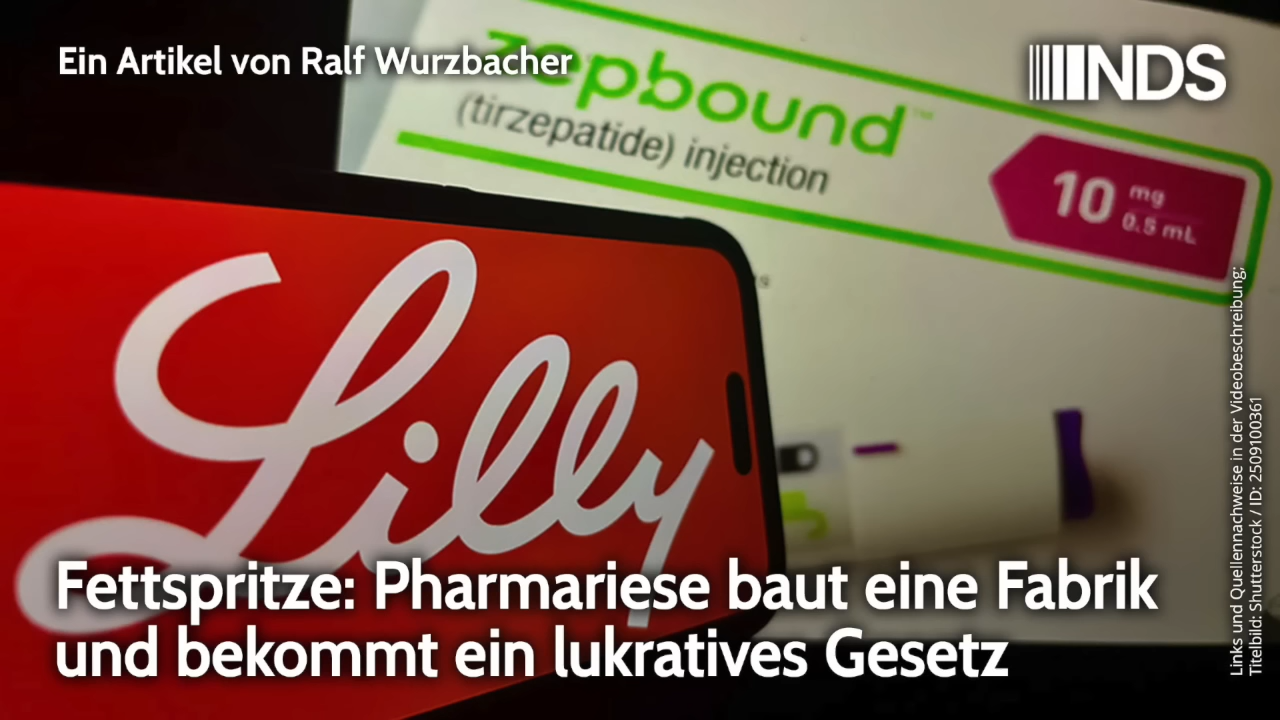 Ein Artikel von Ralf Wurzbacher
NDS
zepbound™
(tirzepatide) injection
10 mg
0.5 mL
Lilly
Fettspritze: Pharmariese baut eine Fabrik
und bekommt ein lukratives Gesetz
Links und Quellennachweise in der Videobeschreibung;
Titelbild: Shutterstock / ID: 2509100361